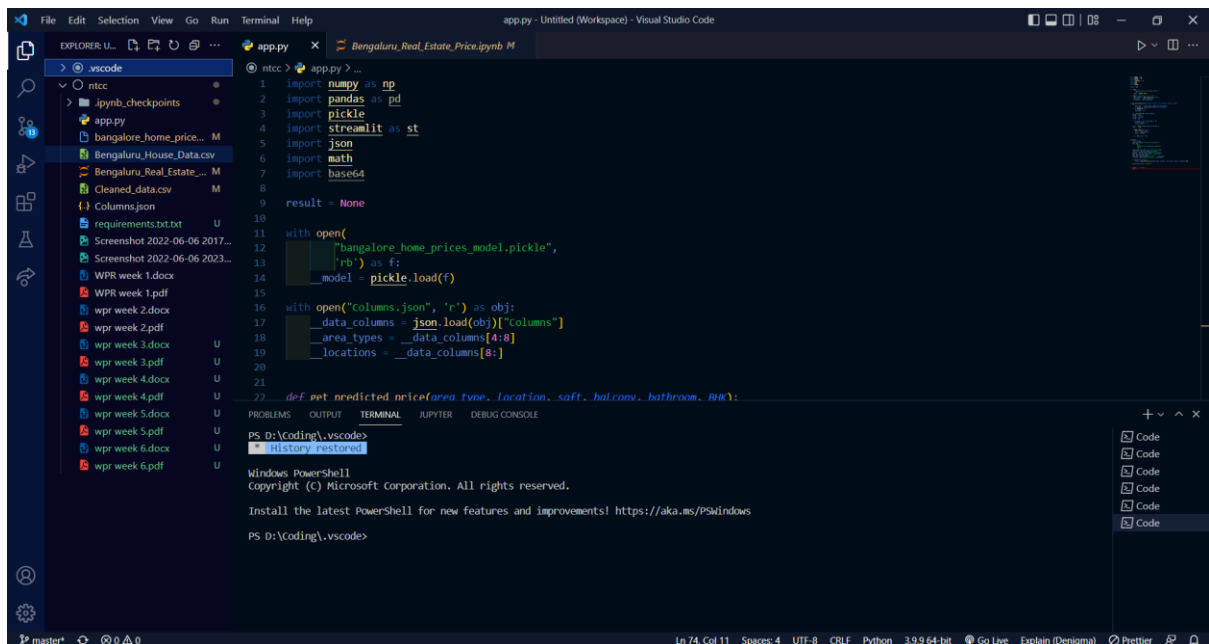 File Edit Selection View Go Run Terminal Help
app.py - Untitled (Workspace) - Visual Studio Code
EXPLORER: U...
app.py
Bengaluru_Real_Estate_Price.ipynb M
.vscode
ntcc
.ipynb_checkpoints
app.py
bangalore_home_price... M
Bengaluru_House_Data.csv
Bengaluru_Real_Estate_... M
Cleaned_data.csv M
Columns.json
requirements.txt.txt U
Screenshot 2022-06-06 2017...
Screenshot 2022-06-06 2023...
WPR week 1.docx
WPR week 1.pdf
wpr week 2.docx
wpr week 2.pdf
wpr week 3.docx U
wpr week 3.pdf U
wpr week 4.docx U
wpr week 4.pdf U
wpr week 5.docx U
wpr week 5.pdf U
wpr week 6.docx U
wpr week 6.pdf U
13
ntcc > app.py > ...
1 import numpy as np
2 import pandas as pd
3 import pickle
4 import streamlit as st
5 import json
6 import math
7 import base64
8
9 result = None
10
11 with open(
12 "bangalore_home_prices_model.pickle",
13 'rb') as f:
14 __model = pickle.load(f)
15
16 with open("Columns.json", 'r') as obj:
17 __data_columns = json.load(obj)["Columns"]
18 __area_types = __data_columns[4:8]
19 __locations = __data_columns[8:]
20
21
22 def get_predicted_price(area_type, location, sqft, balcony, bathroom, BHK):
PROBLEMS OUTPUT TERMINAL JUPYTER DEBUG CONSOLE
PS D:\Coding\.vscode>
* History restored
Windows PowerShell
Copyright (C) Microsoft Corporation. All rights reserved.
Install the latest PowerShell for new features and improvements! https://aka.ms/PSWindows
PS D:\Coding\.vscode>
Code
Code
Code
Code
Code
Code
master* 0 0 Ln 74, Col 11 Spaces: 4 UTF-8 CRLF Python 3.9.9 64-bit Go Live Explain (Denigma) Prettier